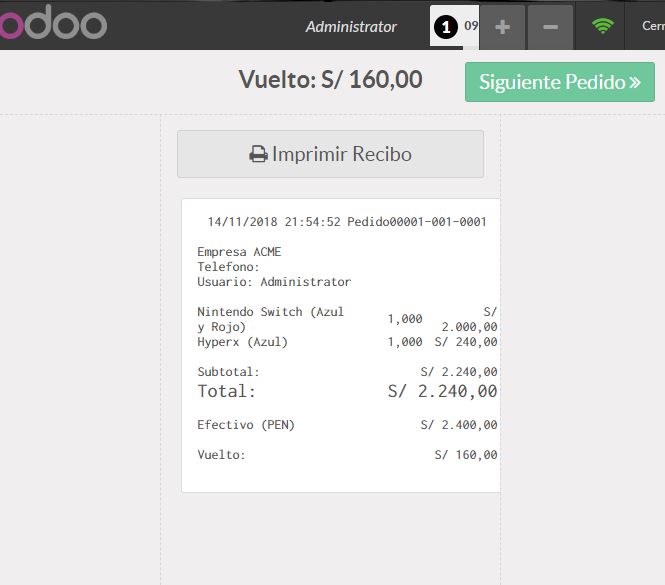 odoo Administrator 1 09 + − Cerr
Vuelto: S/ 160,00 Siguiente Pedido »
Imprimir Recibo
14/11/2018 21:54:52 Pedido00001-001-0001
Empresa ACME
Telefono:
Usuario: Administrator
Nintendo Switch (Azul y Rojo) 1,000 S/ 2.000,00
Hyperx (Azul) 1,000 S/ 240,00
Subtotal: S/ 2.240,00
Total: S/ 2.240,00
Efectivo (PEN) S/ 2.400,00
Vuelto: S/ 160,00